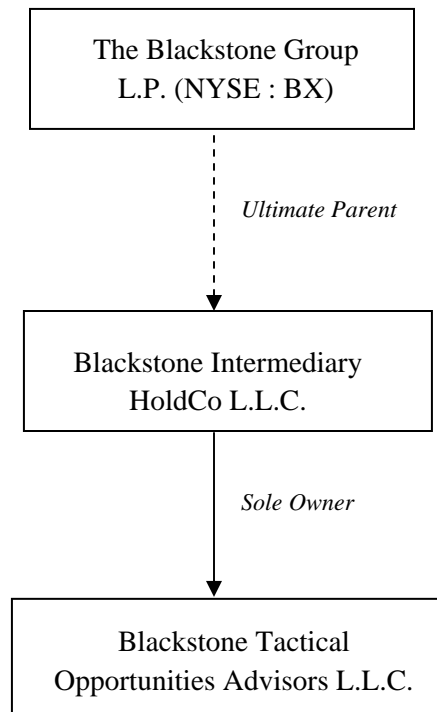 The Blackstone Group
L.P. (NYSE : BX)
Ultimate Parent
Blackstone Intermediary
HoldCo L.L.C.
Sole Owner
Blackstone Tactical
Opportunities Advisors L.L.C.